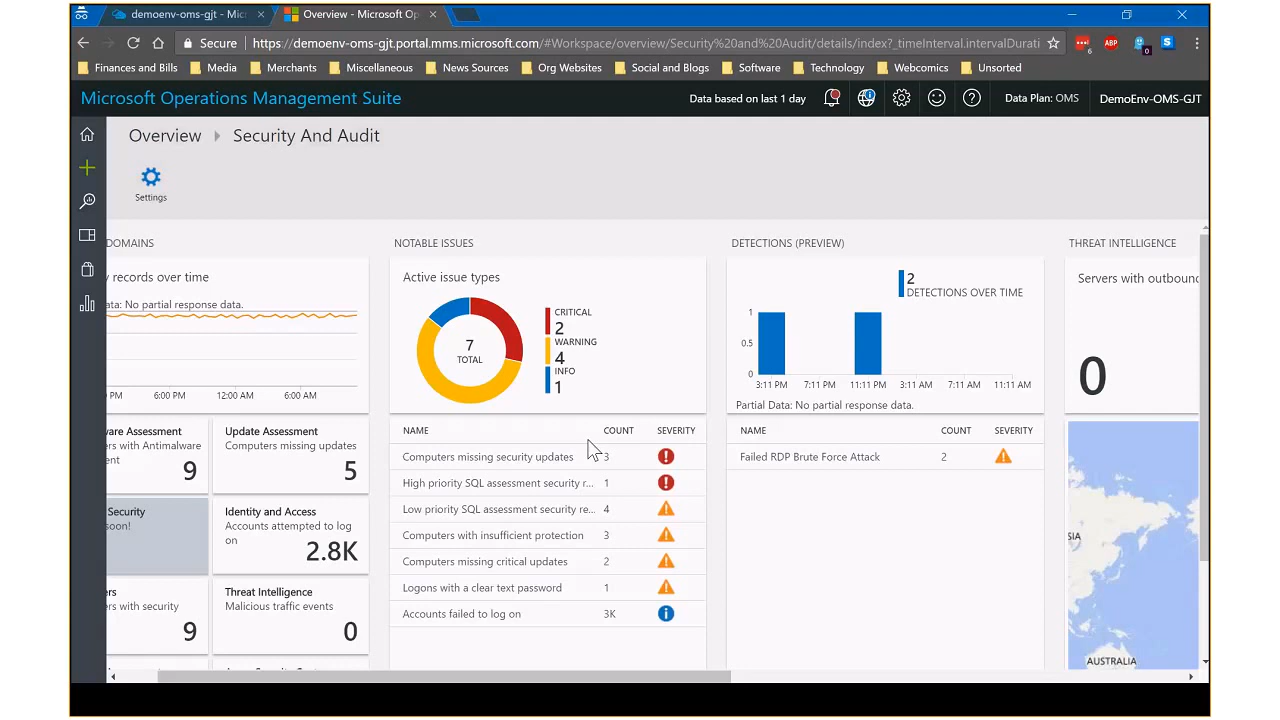 demoenv-oms-gjt - Mic
Overview - Microsoft Op
Secure
https://demoenv-oms-gjt.portal.mms.microsoft.com/#Workspace/overview/Security%20and%20Audit/details/index?_timeInterval.intervalDurati
6
ABP
0
S
Finances and Bills
Media
Merchants
Miscellaneous
News Sources
Org Websites
Social and Blogs
Software
Technology
Webcomics
Unsorted
Microsoft Operations Management Suite
Data based on last 1 day
Data Plan: OMS
DemoEnv-OMS-GJT
Overview
Security And Audit
Settings
DOMAINS
y records over time
ata: No partial response data.
PM
6:00 PM
12:00 AM
6:00 AM
ware Assessment
ers with Antimalware
ent
9
Update Assessment
Computers missing updates
5
Security
soon!
Identity and Access
Accounts attempted to log
on
2.8K
ers
ers with security
9
Threat Intelligence
Malicious traffic events
0
NOTABLE ISSUES
Active issue types
7
TOTAL
CRITICAL
2
WARNING
4
INFO
1
NAME COUNT SEVERITY
Computers missing security updates 3
High priority SQL assessment security r... 1
Low priority SQL assessment security re... 4
Computers with insufficient protection 3
Computers missing critical updates 2
Logons with a clear text password 1
Accounts failed to log on 3K
DETECTIONS (PREVIEW)
2
DETECTIONS OVER TIME
1
0.5
0
3:11 PM
7:11 PM
11:11 PM
3:11 AM
7:11 AM
11:11 AM
Partial Data: No partial response data.
NAME COUNT SEVERITY
Failed RDP Brute Force Attack 2
THREAT INTELLIGENCE
Servers with outbound
0
SIA
AUSTRALIA